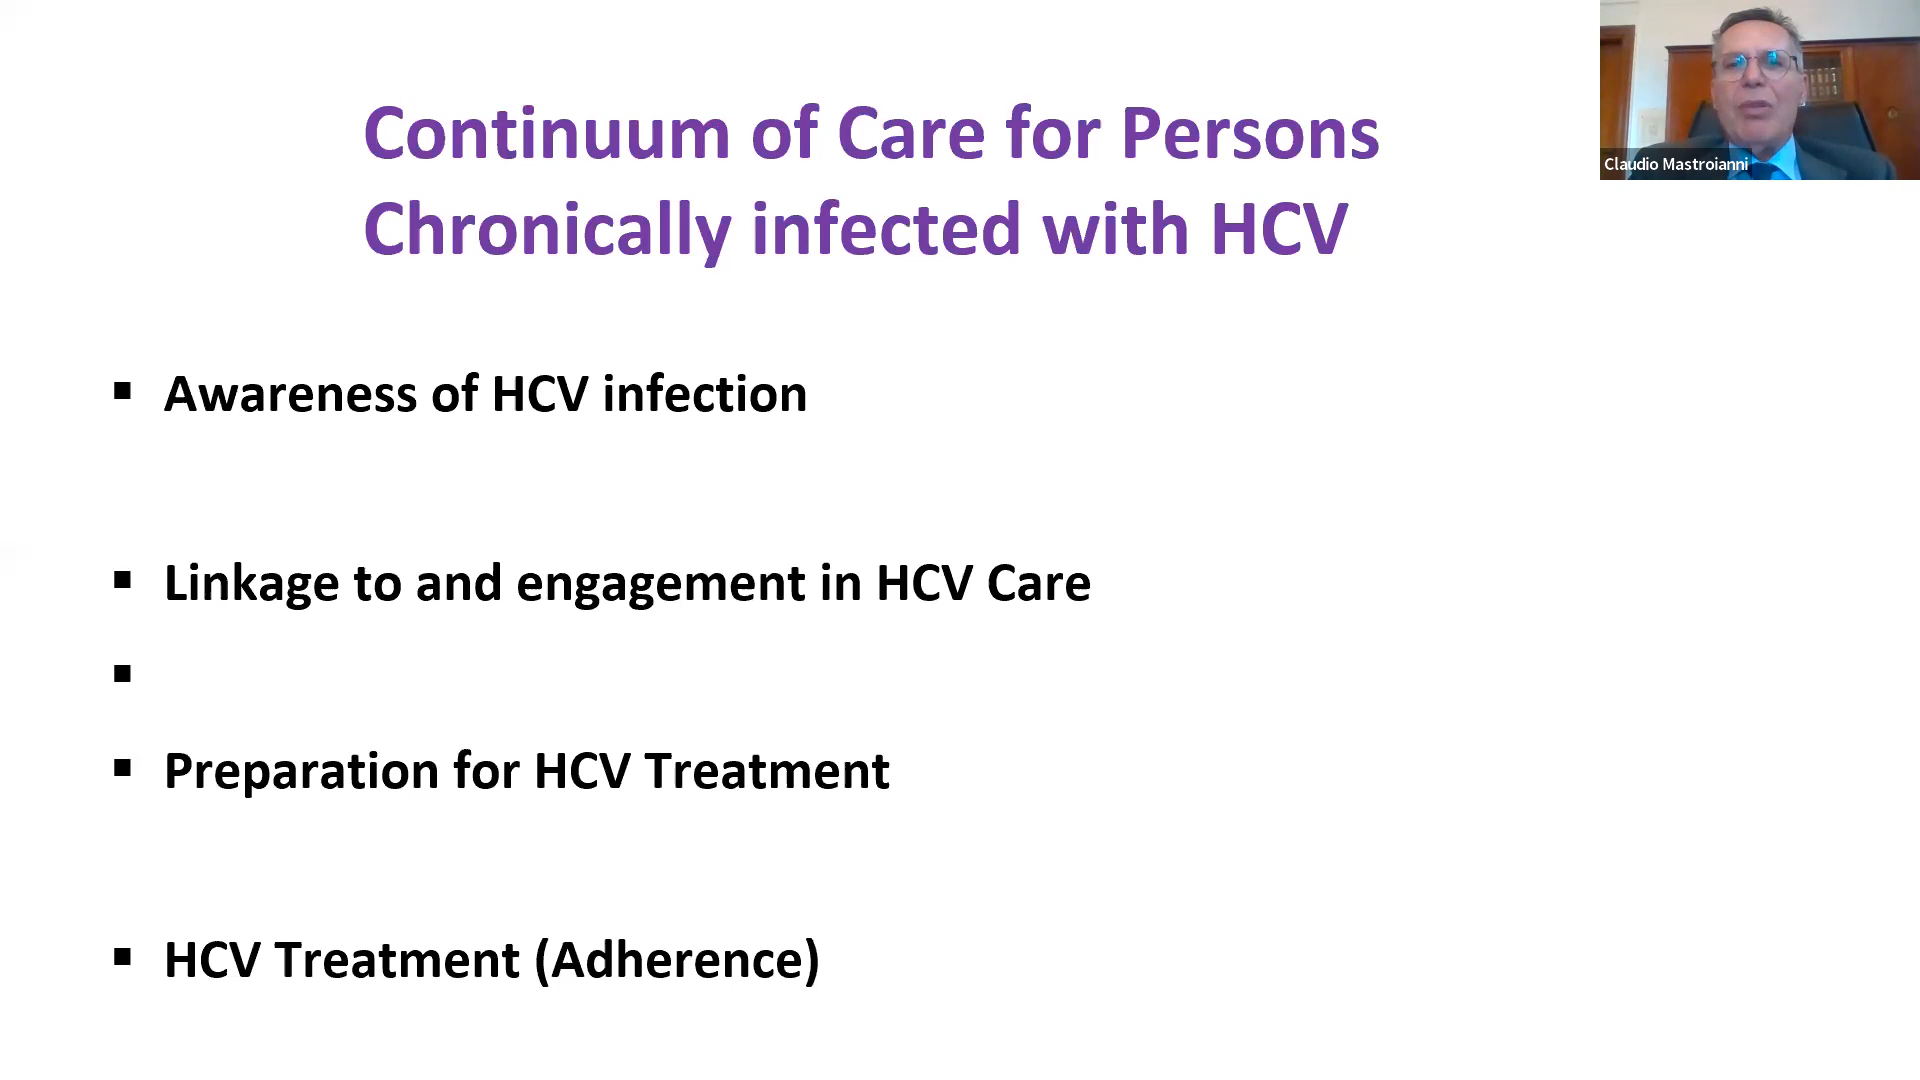 Continuum of Care for Persons
Chronically infected with HCV
Claudio Mastroianni
▪ Awareness of HCV infection
▪ Linkage to and engagement in HCV Care
▪
▪ Preparation for HCV Treatment
▪ HCV Treatment (Adherence)